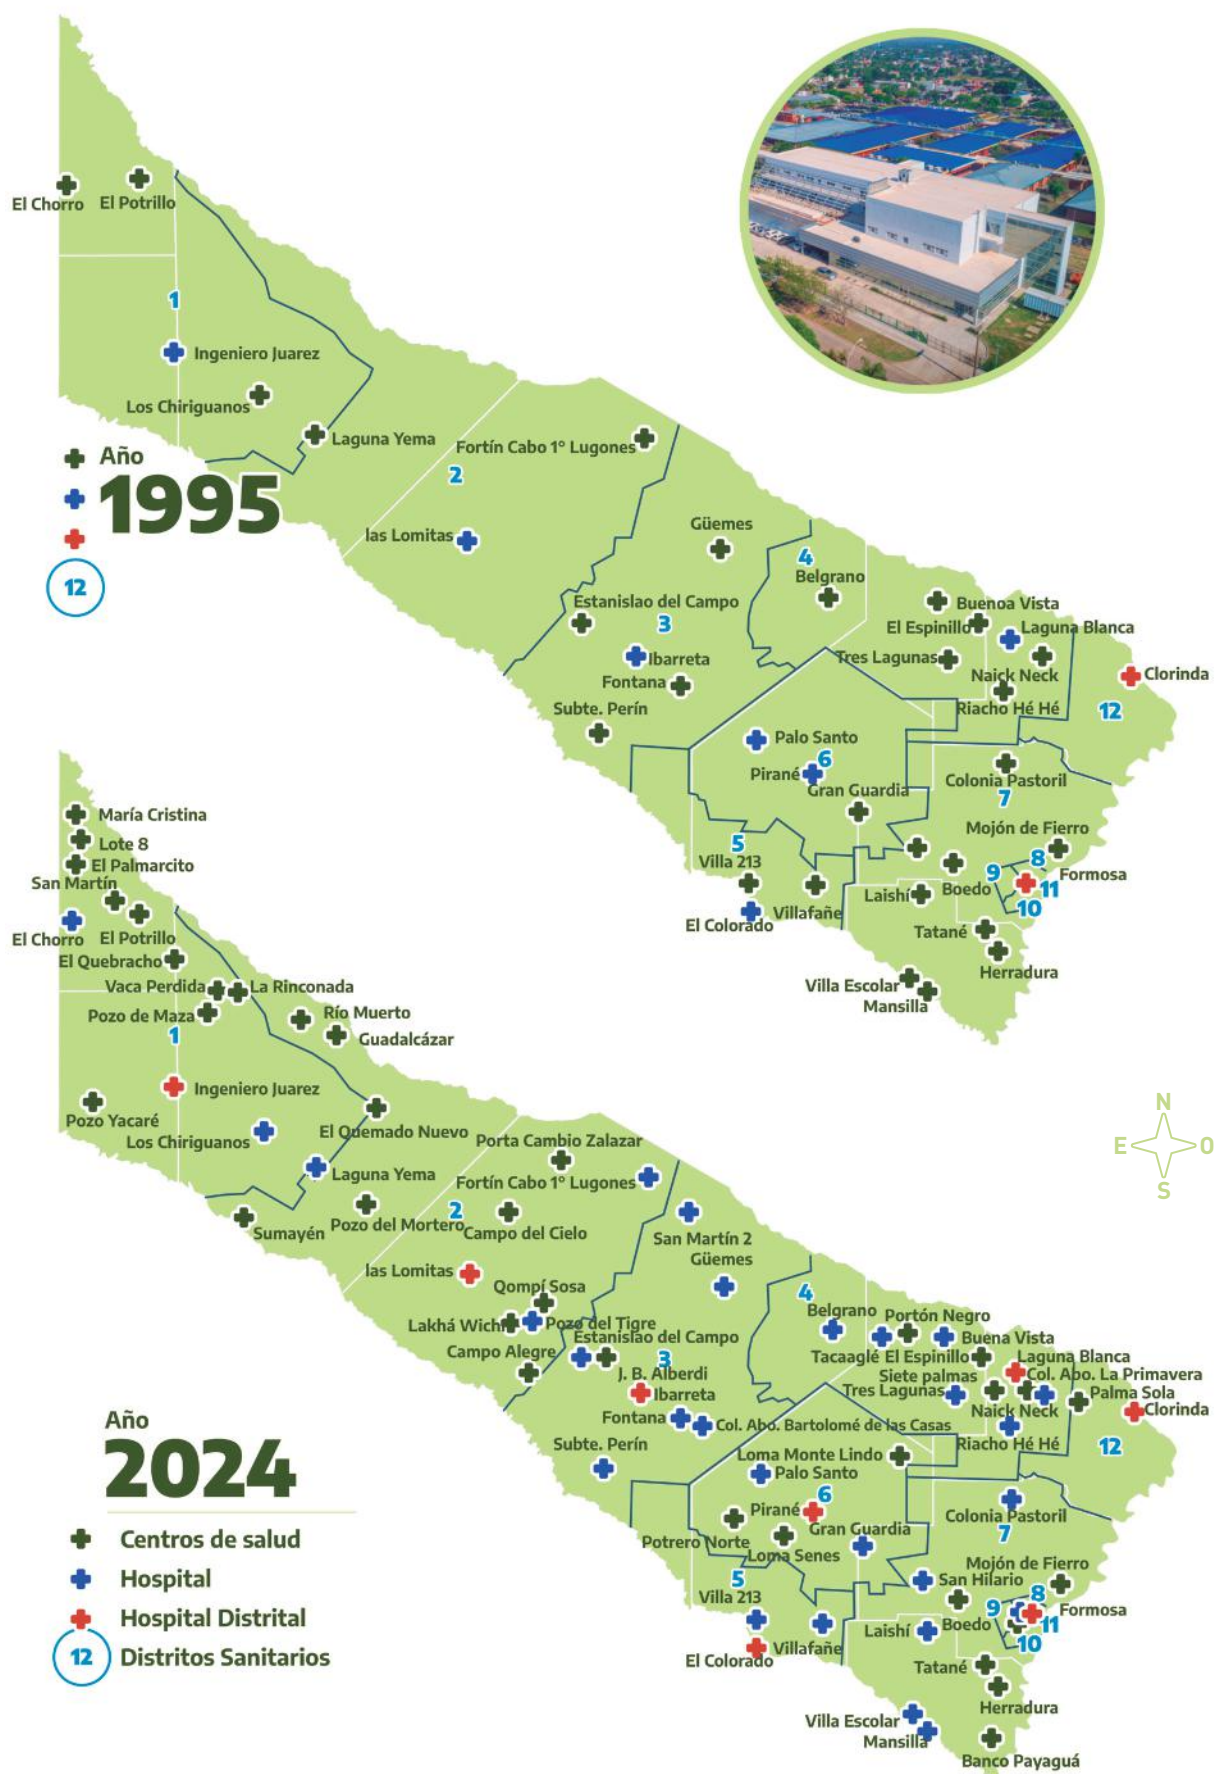 El Chorro
El Potrillo
1
Ingeniero Juarez
Los Chiriguanos
Laguna Yema
Fortín Cabo 1° Lugones
2
las Lomitas
Año
1995
12
Güemes
4
Belgrano
Estanislao del Campo
3
Ibarreta
Fontana
Subte. Perín
Buenoa Vista
El Espinillo
Laguna Blanca
Tres Lagunas
Naick Neck
Riacho Hé Hé
Clorinda
12
Palo Santo
6
Pirané
Gran Guardia
Colonia Pastoril
7
5
Villa 213
El Colorado
Villafañe
Mojón de Fierro
8
9
Formosa
11
10
Boedo
Laishí
Tatané
Herradura
Villa Escolar
Mansilla
María Cristina
Lote 8
El Palmarcito
San Martín
El Chorro
El Potrillo
El Quebracho
Vaca Perdida
La Rinconada
Pozo de Maza
1
Río Muerto
Guadalcázar
Ingeniero Juarez
Pozo Yacaré
Los Chiriguanos
El Quemado Nuevo
Laguna Yema
Sumayén
Pozo del Mortero
Porta Cambio Zalazar
Fortín Cabo 1° Lugones
2
Campo del Cielo
las Lomitas
Qompí Sosa
Lakhá Wichí
Pozo del Tigre
Campo Alegre
San Martín 2
Güemes
Estanislao del Campo
3
J. B. Alberdi
Ibarreta
Fontana
Col. Abo. Bartolomé de las Casas
Subte. Perín
4
Belgrano
Portón Negro
Buena Vista
Tacaaglé
El Espinillo
Laguna Blanca
Siete palmas
Col. Abo. La Primavera
Tres Lagunas
Palma Sola
Naick Neck
Clorinda
Riacho Hé Hé
12
Loma Monte Lindo
Palo Santo
6
Pirané
Gran Guardia
Potrero Norte
Loma Senes
Colonia Pastoril
7
5
Villa 213
El Colorado
Villafañe
San Hilario
Mojón de Fierro
8
9
Formosa
11
10
Boedo
Laishí
Tatané
Herradura
Villa Escolar
Mansilla
Banco Payaguá
N
E
O
S
Año
2024
Centros de salud
Hospital
Hospital Distrital
12 Distritos Sanitarios